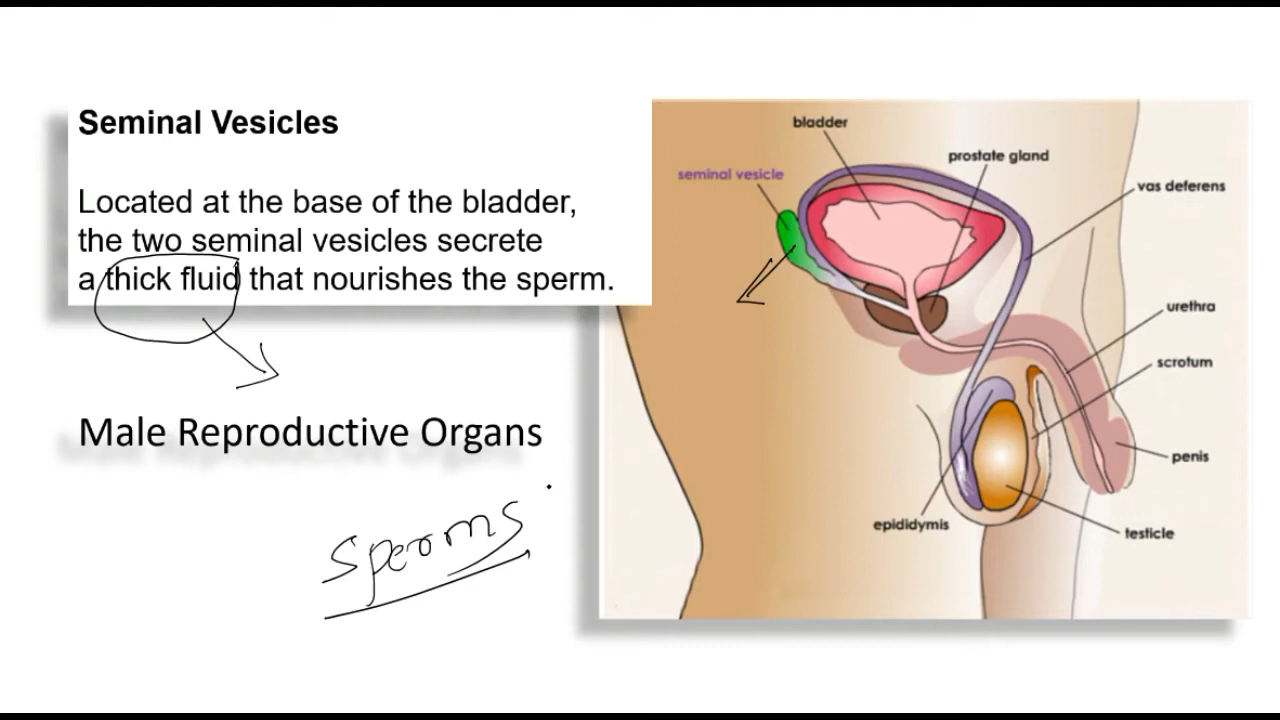 Seminal Vesicles
Located at the base of the bladder,
the two seminal vesicles secrete
a thick fluid that nourishes the sperm.
Male Reproductive Organs
Sperms
bladder
prostate gland
seminal vesicle
vas deferens
urethra
scrotum
penis
epididymis
testicle